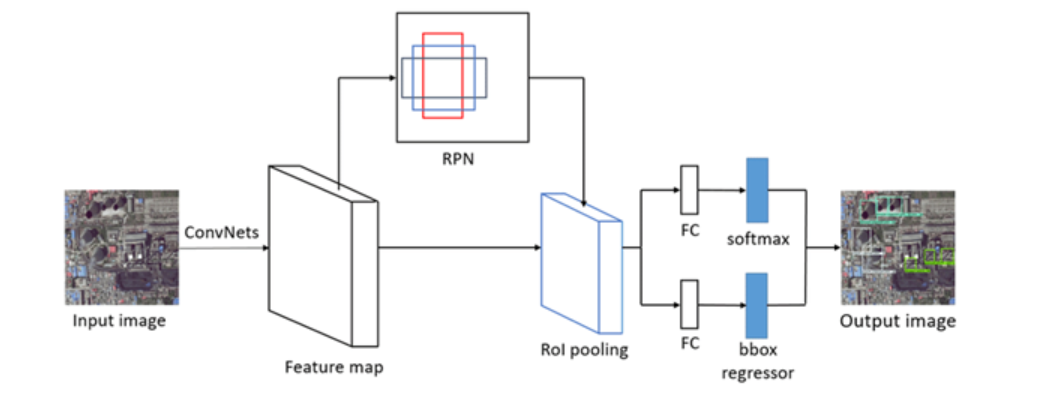 RPN
ConvNets
Input image
Feature map
RoI pooling
FC
softmax
FC
bbox
regressor
Output image